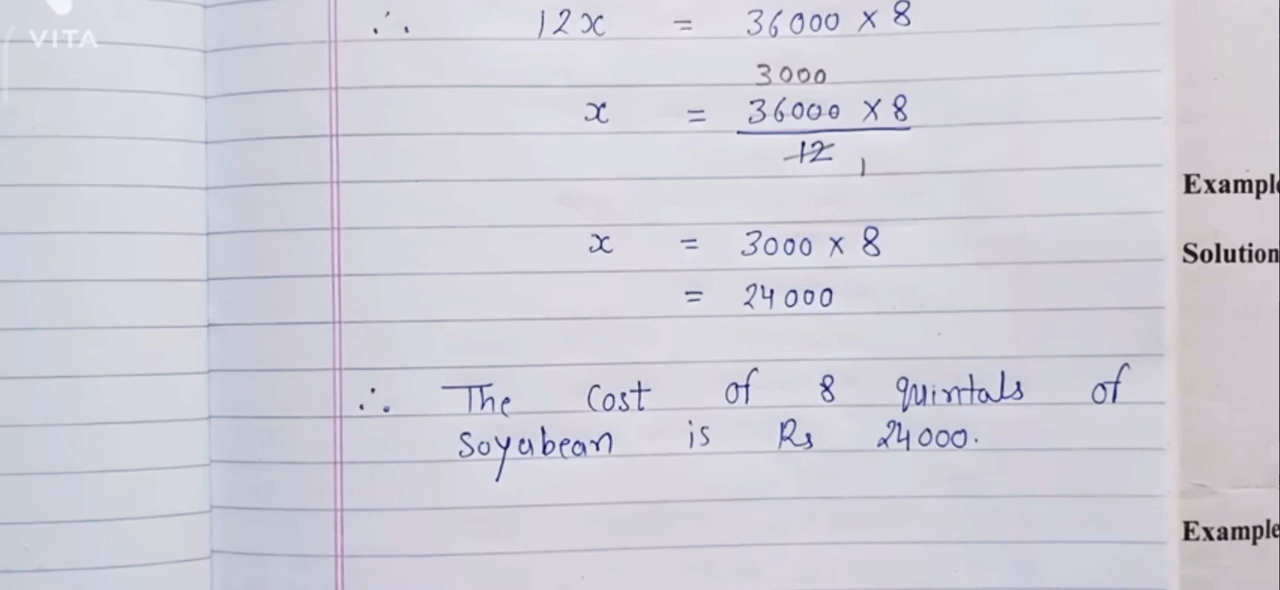 VITA
∴ 12x = 36000 × 8
3000
x = 36000 × 8
12 1
x = 3000 × 8
= 24000
∴ The cost of 8 quintals of
soyabean is Rs 24000.
Example
Solution
Example